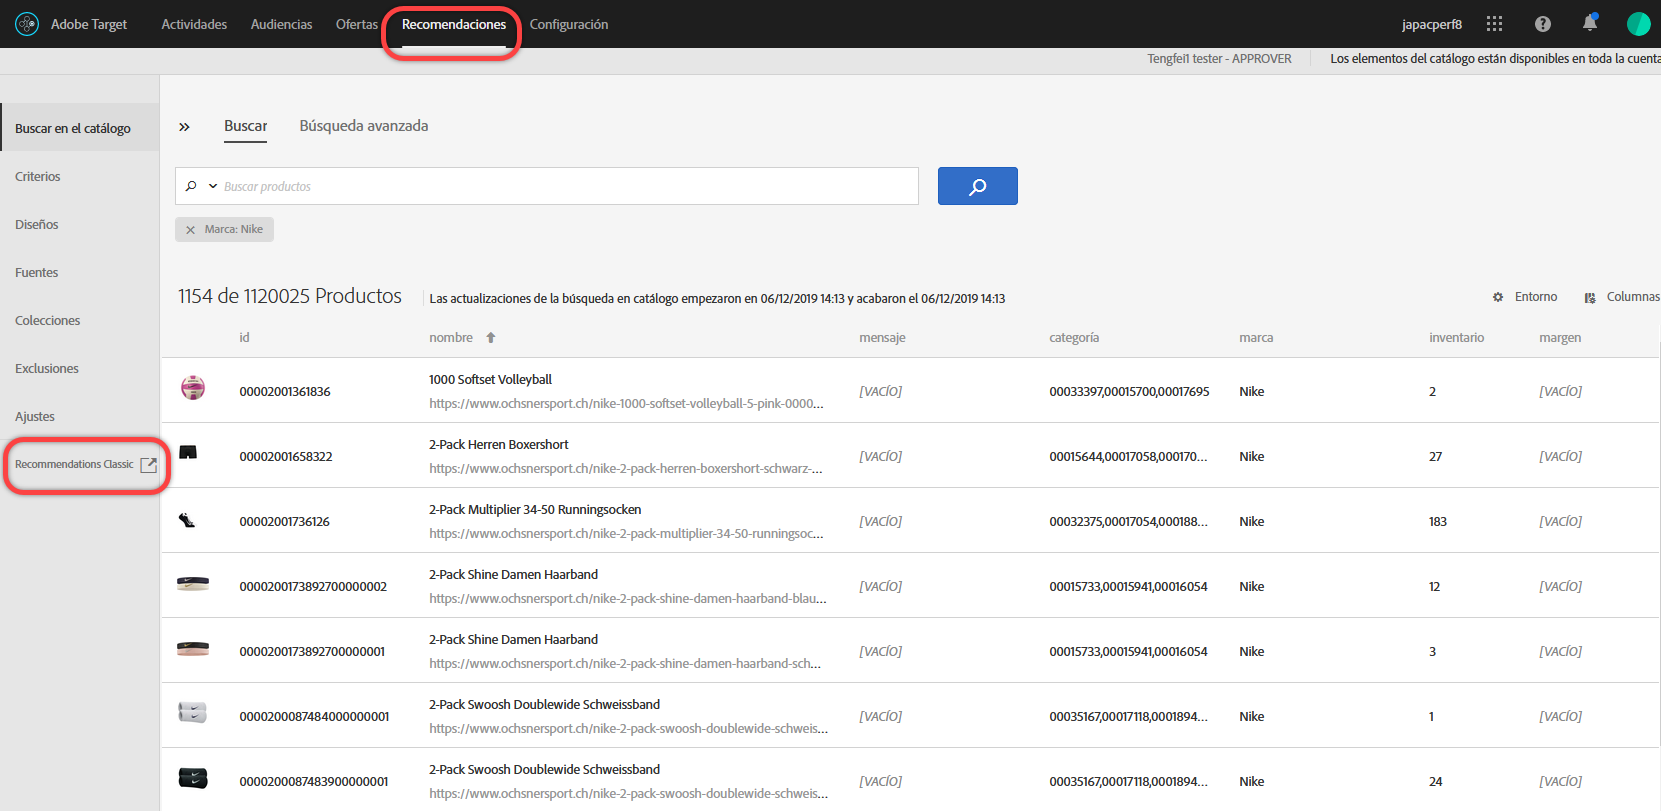 Adobe Target Actividades Audiencias Ofertas Recomendaciones Configuración japacperf8
Tengfei1 tester - APPROVER Los elementos del catálogo están disponibles en toda la cuenta
Buscar en el catálogo
Criterios
Diseños
Fuentes
Colecciones
Exclusiones
Ajustes
Recommendations Classic
Buscar Búsqueda avanzada
Buscar productos
Marca: Nike
1154 de 1120025 Productos Las actualizaciones de la búsqueda en catálogo empezaron en 06/12/2019 14:13 y acabaron el 06/12/2019 14:13 Entorno Columnas
id nombre mensaje categoría marca inventario margen
1000 Softset Volleyball
00002001361836 [VACÍO] 00033397,00015700,00017695 Nike 2 [VACÍO]
https://www.ochsnersport.ch/nike-1000-softset-volleyball-5-pink-0000...
2-Pack Herren Boxershort
00002001658322 [VACÍO] 00015644,00017058,000170... Nike 27 [VACÍO]
https://www.ochsnersport.ch/nike-2-pack-herren-boxershort-schwarz-...
2-Pack Multiplier 34-50 Runningsocken
00002001736126 [VACÍO] 00032375,00017054,000188... Nike 183 [VACÍO]
https://www.ochsnersport.ch/nike-2-pack-multiplier-34-50-runningsoc...
2-Pack Shine Damen Haarband
0000200173892700000002 [VACÍO] 00015733,00015941,00016054 Nike 12 [VACÍO]
https://www.ochsnersport.ch/nike-2-pack-shine-damen-haarband-blau...
2-Pack Shine Damen Haarband
0000200173892700000001 [VACÍO] 00015733,00015941,00016054 Nike 3 [VACÍO]
https://www.ochsnersport.ch/nike-2-pack-shine-damen-haarband-sch...
2-Pack Swoosh Doublewide Schweissband
0000200087484000000001 [VACÍO] 00035167,00017118,0001894... Nike 1 [VACÍO]
https://www.ochsnersport.ch/nike-2-pack-swoosh-doublewide-schweis...
2-Pack Swoosh Doublewide Schweissband
0000200087483900000001 [VACÍO] 00035167,00017118,0001894... Nike 24 [VACÍO]
https://www.ochsnersport.ch/nike-2-pack-swoosh-doublewide-schweis...